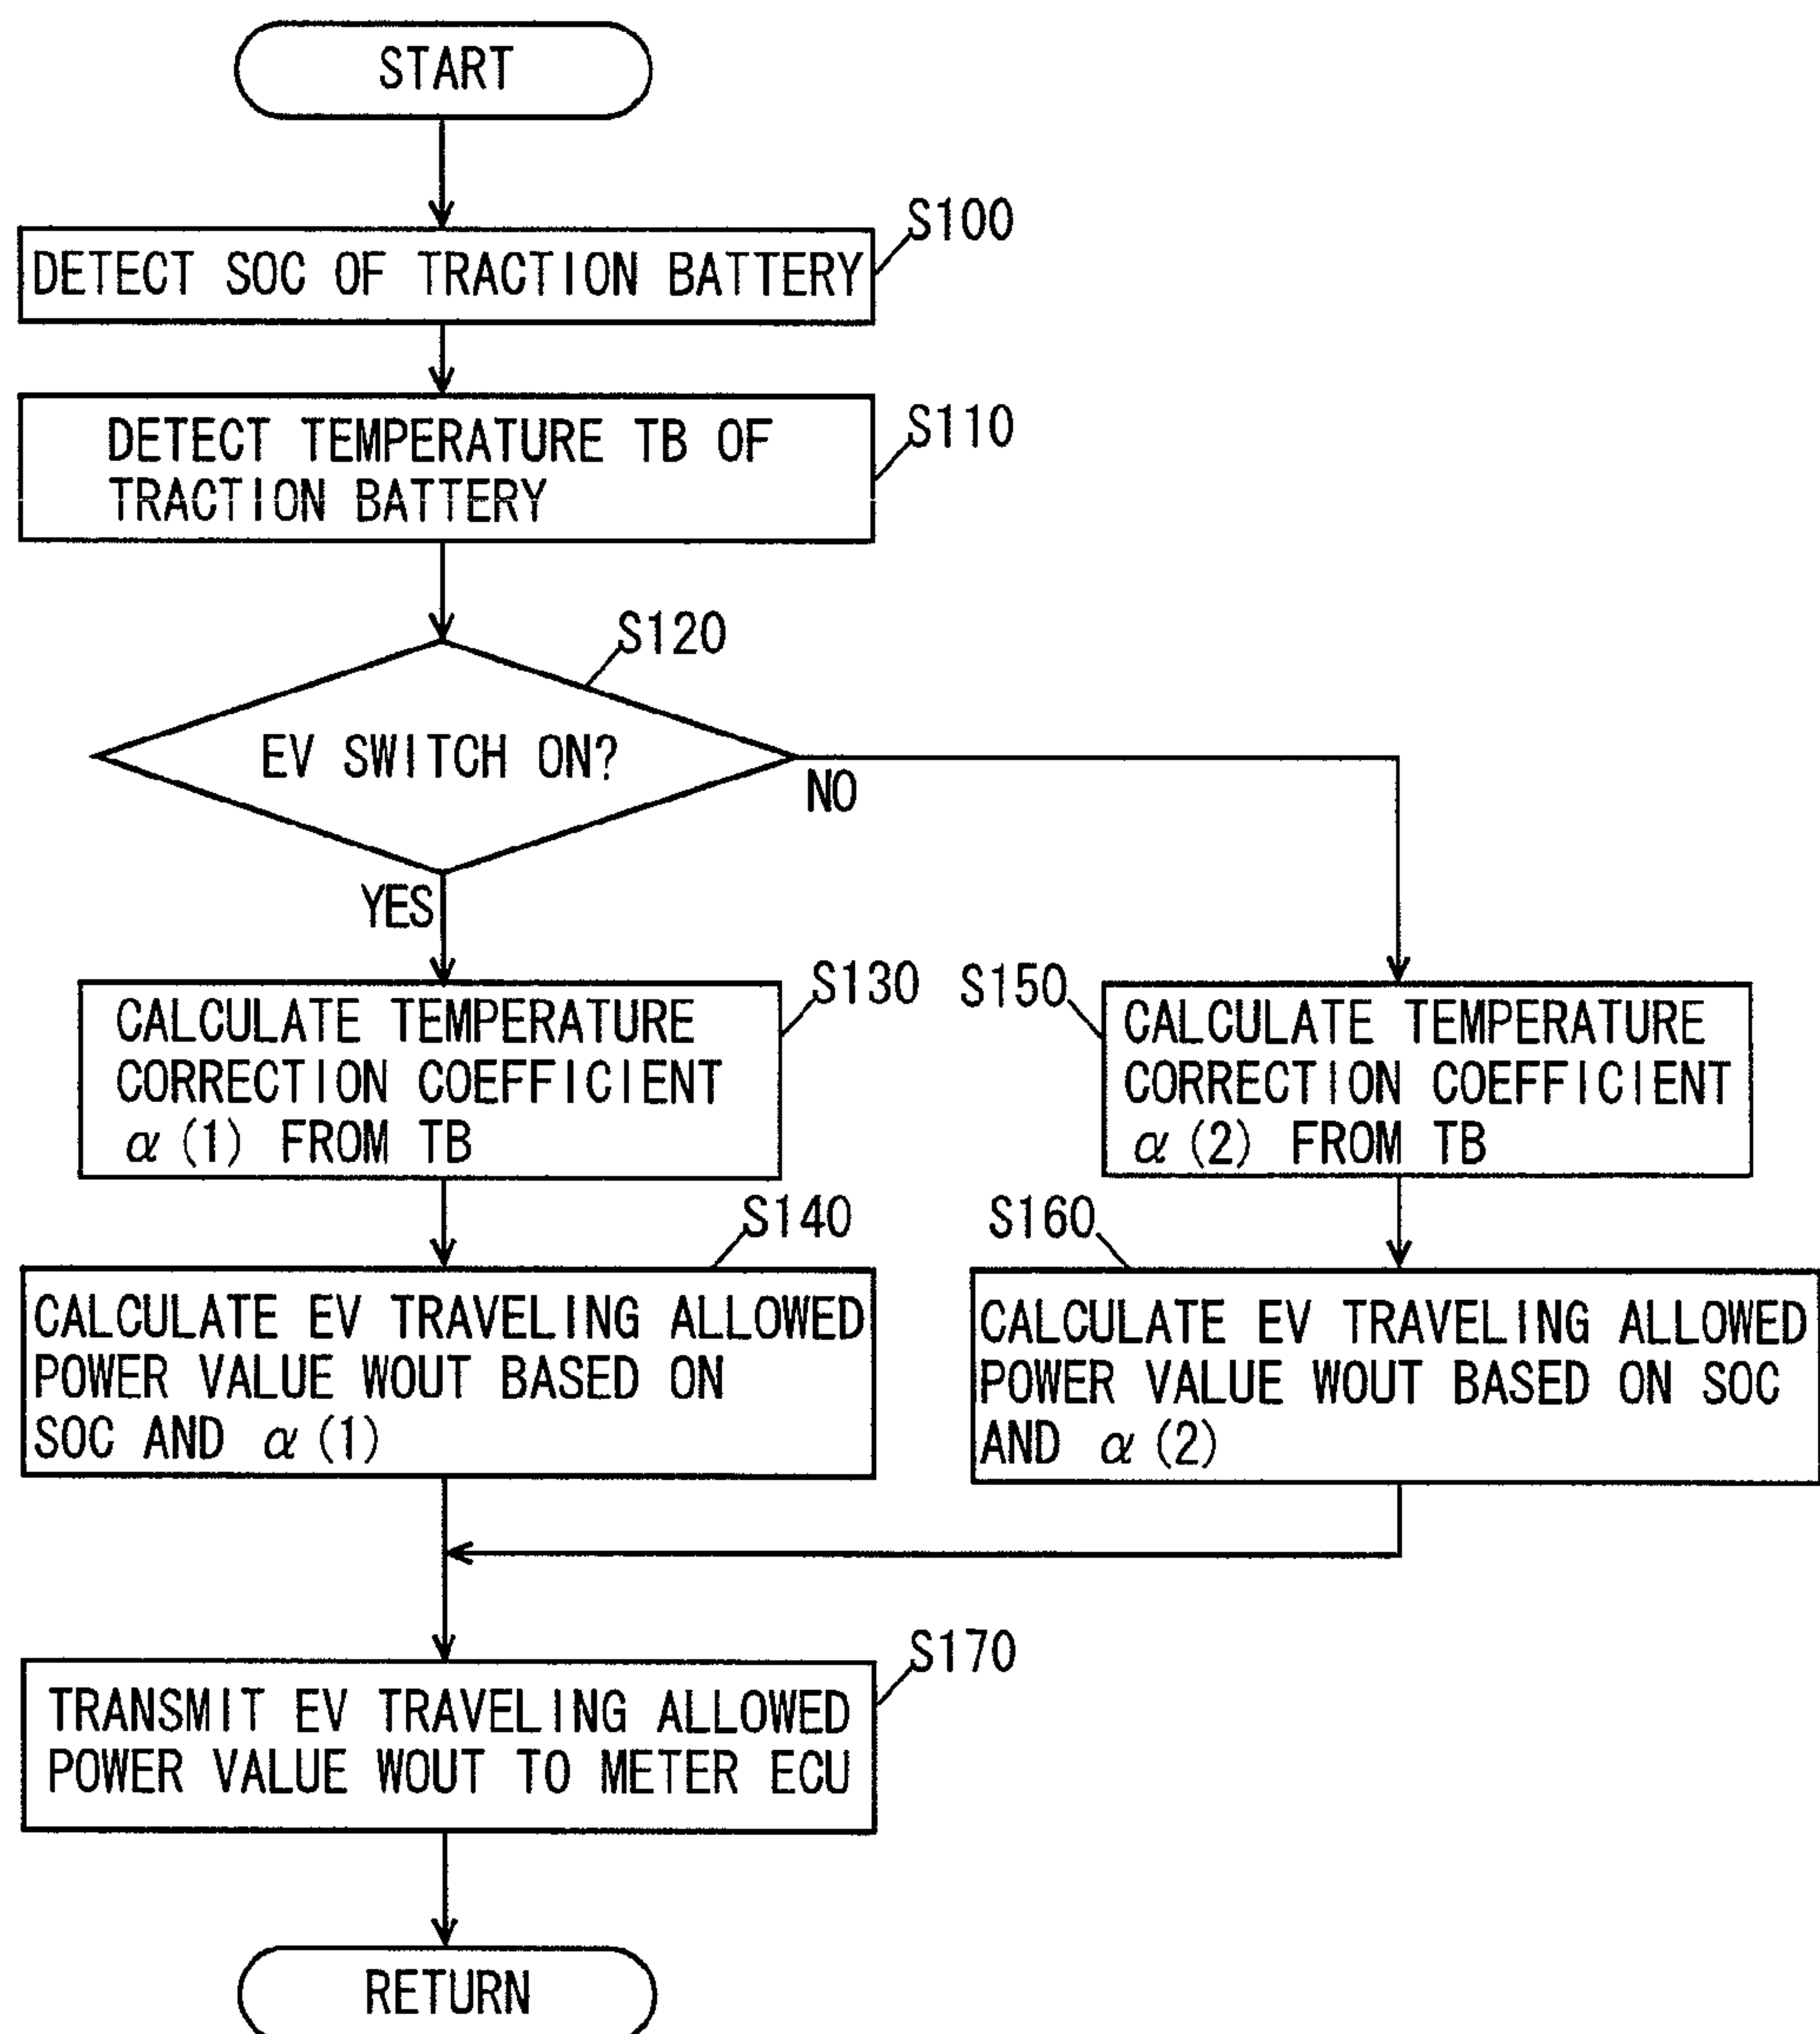 START
S100
DETECT SOC OF TRACTION BATTERY
S110
DETECT TEMPERATURE TB OF
TRACTION BATTERY
S120
EV SWITCH ON?
NO
YES
S130
CALCULATE TEMPERATURE
CORRECTION COEFFICIENT
α (1) FROM TB
S150
CALCULATE TEMPERATURE
CORRECTION COEFFICIENT
α (2) FROM TB
S140
CALCULATE EV TRAVELING ALLOWED
POWER VALUE WOUT BASED ON
SOC AND α (1)
S160
CALCULATE EV TRAVELING ALLOWED
POWER VALUE WOUT BASED ON SOC
AND α (2)
S170
TRANSMIT EV TRAVELING ALLOWED
POWER VALUE WOUT TO METER ECU
RETURN